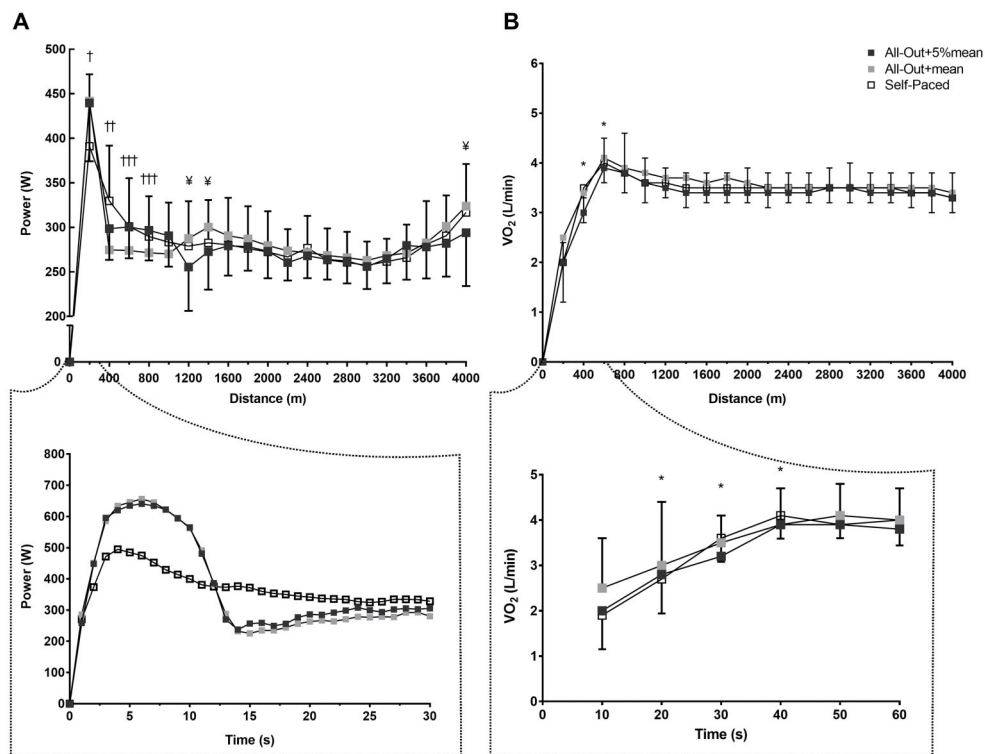 A
500
450
400
350
300
250
200
0
Power (W)
†
††
†††
†††
¥
¥
¥
0 400 800 1200 1600 2000 2400 2800 3200 3600 4000
Distance (m)
B
All-Out+5%mean
All-Out+mean
Self-Paced
6
5
4
3
2
1
0
VO2 (L/min)
*
*
0 400 800 1200 1600 2000 2400 2800 3200 3600 4000
Distance (m)
800
700
600
500
400
300
200
100
0
Power (W)
0 5 10 15 20 25 30
Time (s)
5
4
3
2
1
0
VO2 (L/min)
*
*
*
0 10 20 30 40 50 60
Time (s)